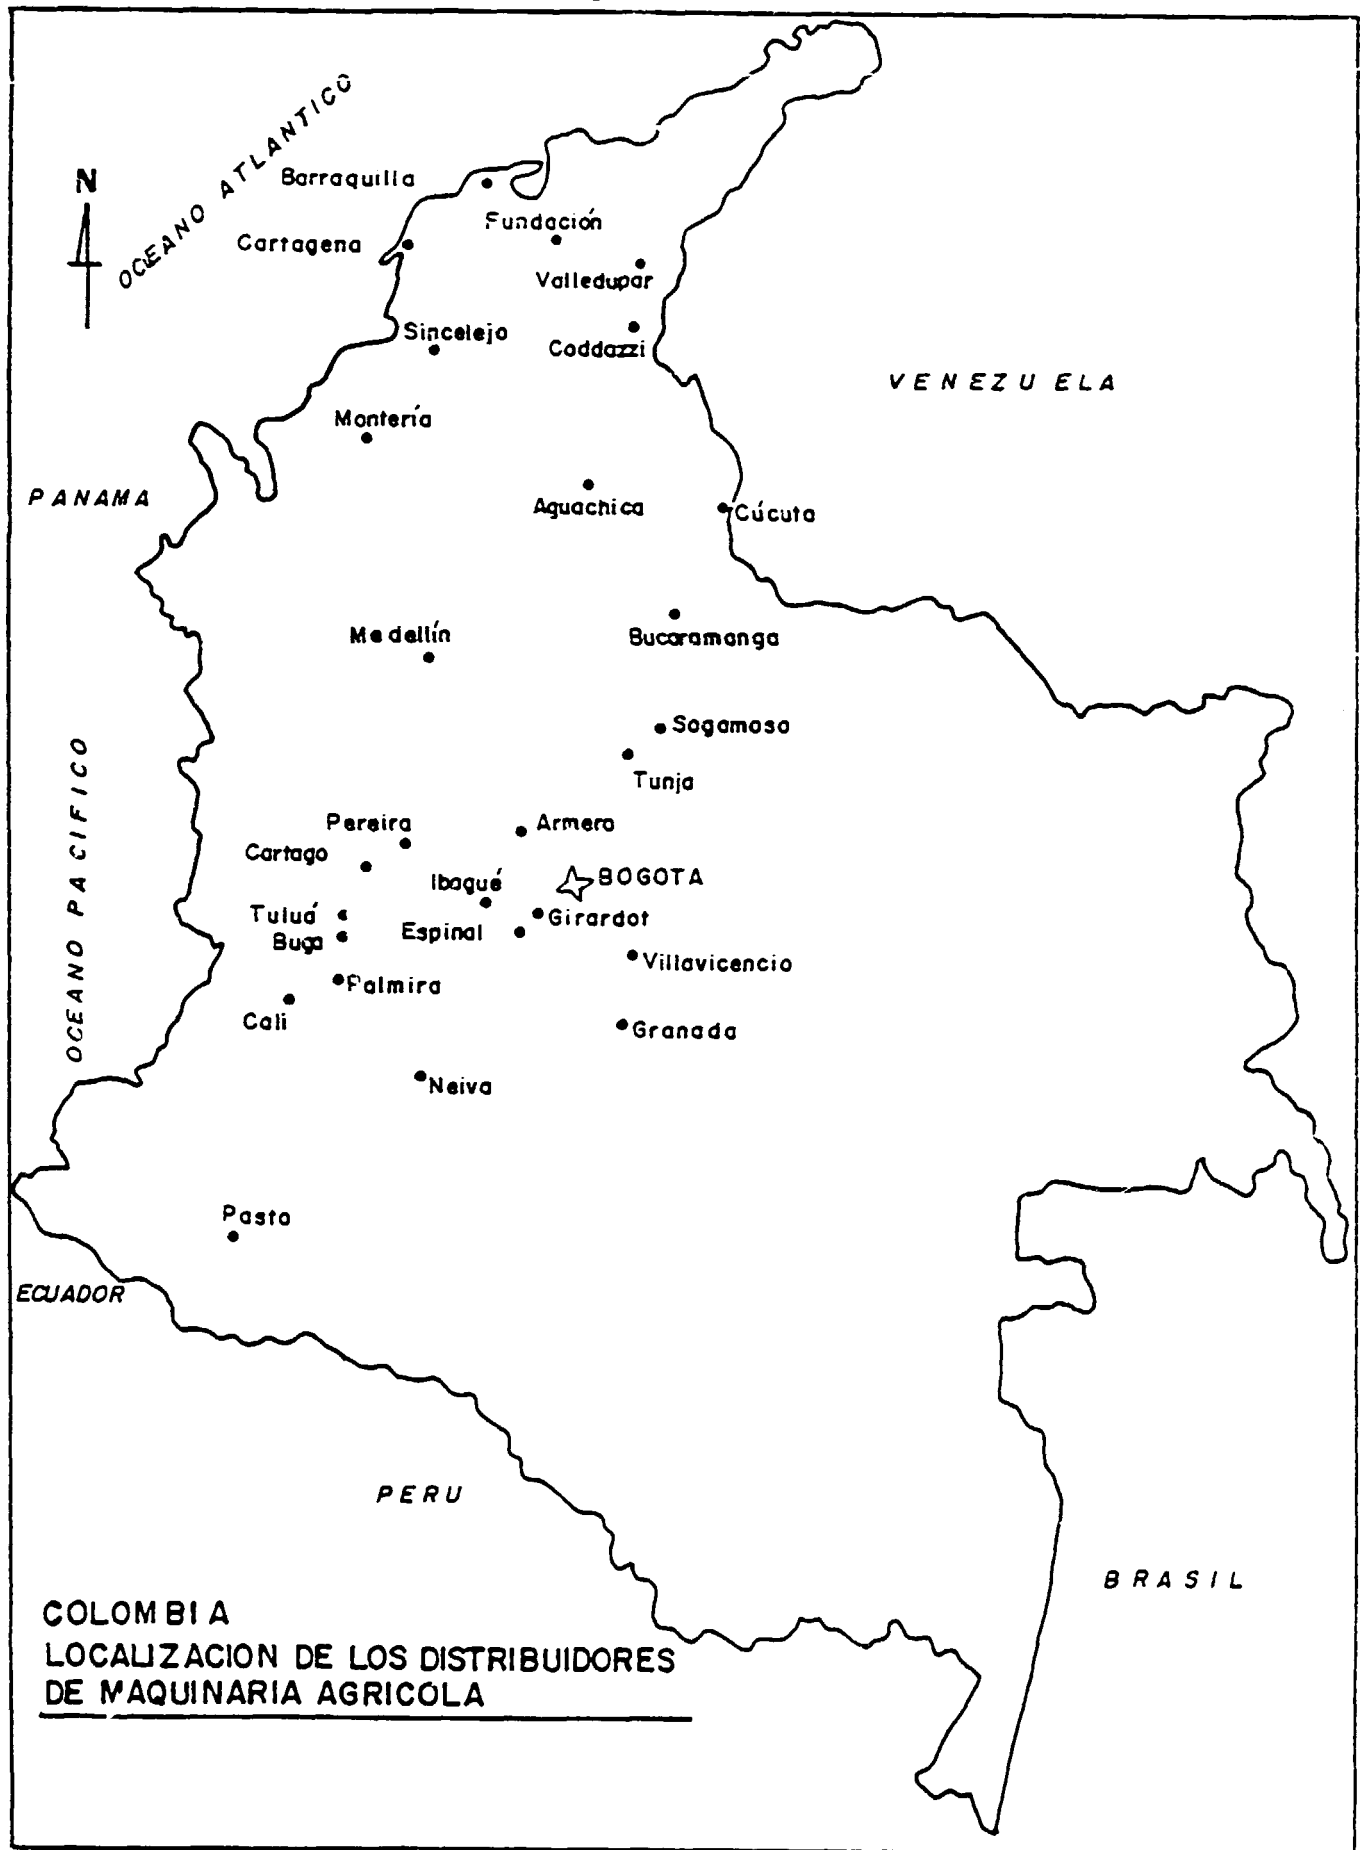 OCEANO ATLANTICO
N
Barraquilla
Fundación
Cartagena
Valledupar
Sincelejo
Coddazzi
VENEZUELA
Montería
PANAMA
Aguachica
Cúcuta
Medellín
Bucaramanga
Sogamoso
Tunja
OCEANO PACIFICO
Pereira
Armero
Cartago
Ibagué
BOGOTA
Tuluá
Girardot
Buga
Espinal
Villavicencio
Palmira
Cali
Granada
Neiva
Pasto
ECUADOR
PERU
BRASIL
COLOMBIA
LOCALIZACION DE LOS DISTRIBUIDORES
DE MAQUINARIA AGRICOLA